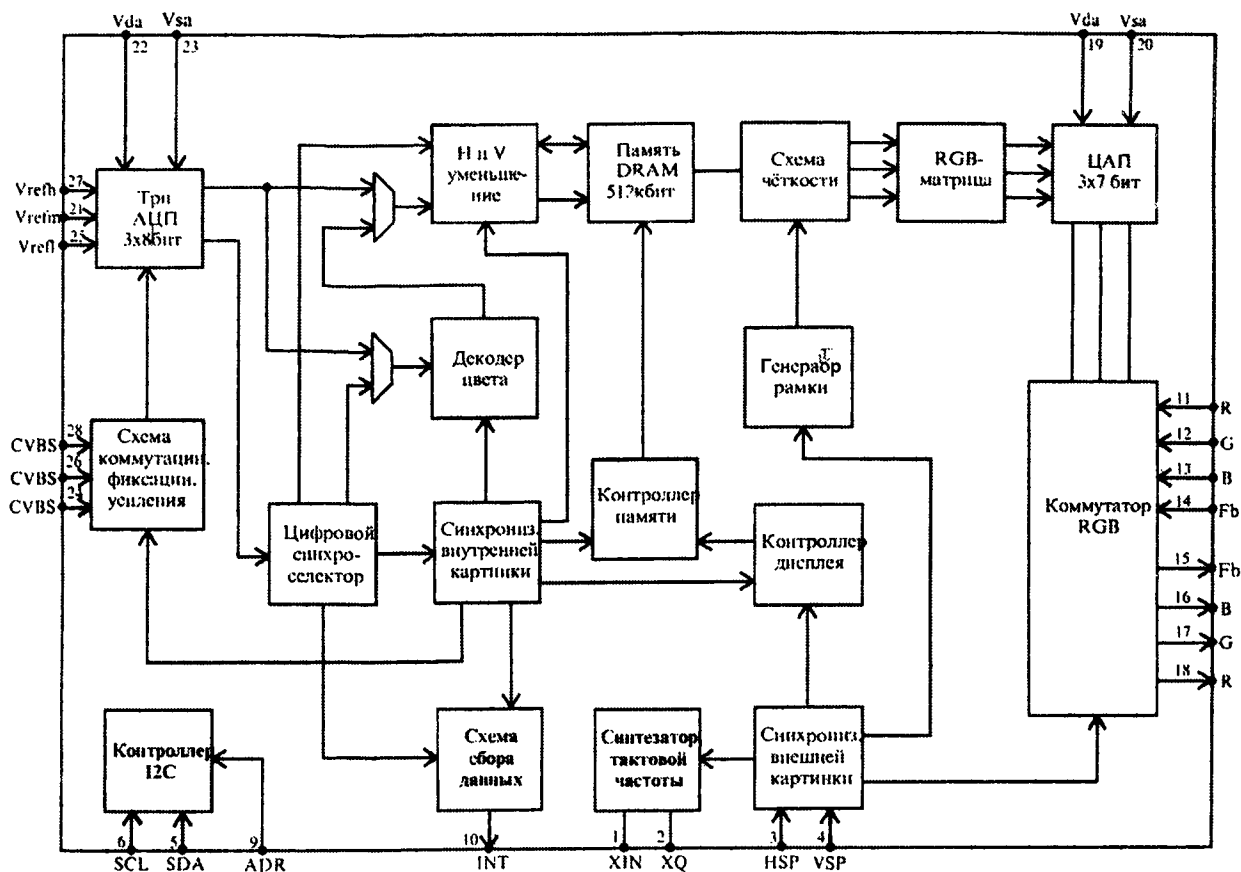 Vda
Vsa
22
23
Vda
Vsa
19
20
Vrefh
27
Vrefm
21
Vrefl
25
Три
АЦП
3х8бит
H и V
уменьше-
ние
Память
DRAM
512кбит
Схема
чёткости
RGB-
матрица
ЦАП
3х7 бит
Декодер
цвета
Генераор
рамки
CVBS
28
CVBS
26
CVBS
24
Схема
коммутации.
фиксации.
усиления
Цифровой
синхро-
селектор
Синхрониз.
внутренней
картинки
Контроллер
памяти
Контроллер
дисплея
Коммутатор
RGB
11
R
12
G
13
B
14
Fb
15
Fb
16
B
17
G
18
R
Контроллер
I2C
Схема
сбора
данных
Синтезатор
тактовой
частоты
Синхрониз.
внешней
картинки
6
5
9
10
1
2
3
4
SCL
SDA
ADR
INT
XIN
XQ
HSP
VSP